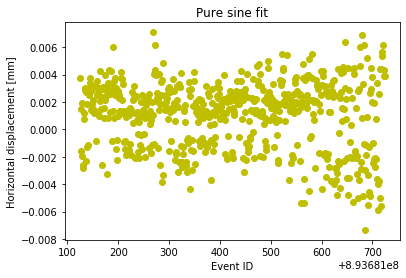 Pure sine fit
Horizontal displacement [mm]
0.006
0.004
0.002
0.000
−0.002
−0.004
−0.006
−0.008
100 200 300 400 500 600 700
+8.93681e8
Event ID